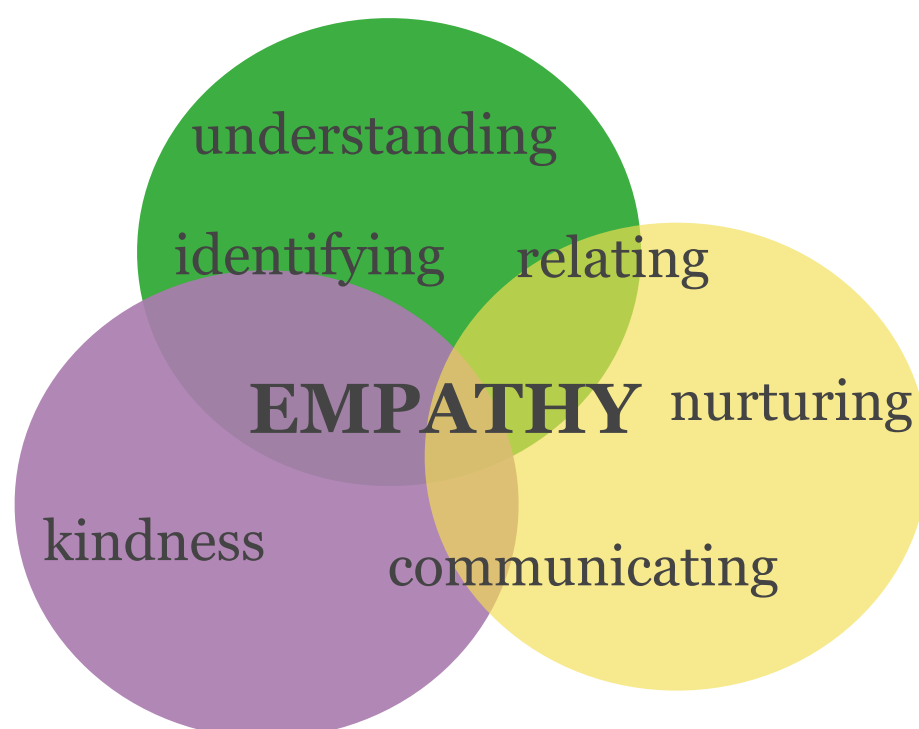 understanding
identifying
relating
EMPATHY
nurturing
kindness
communicating